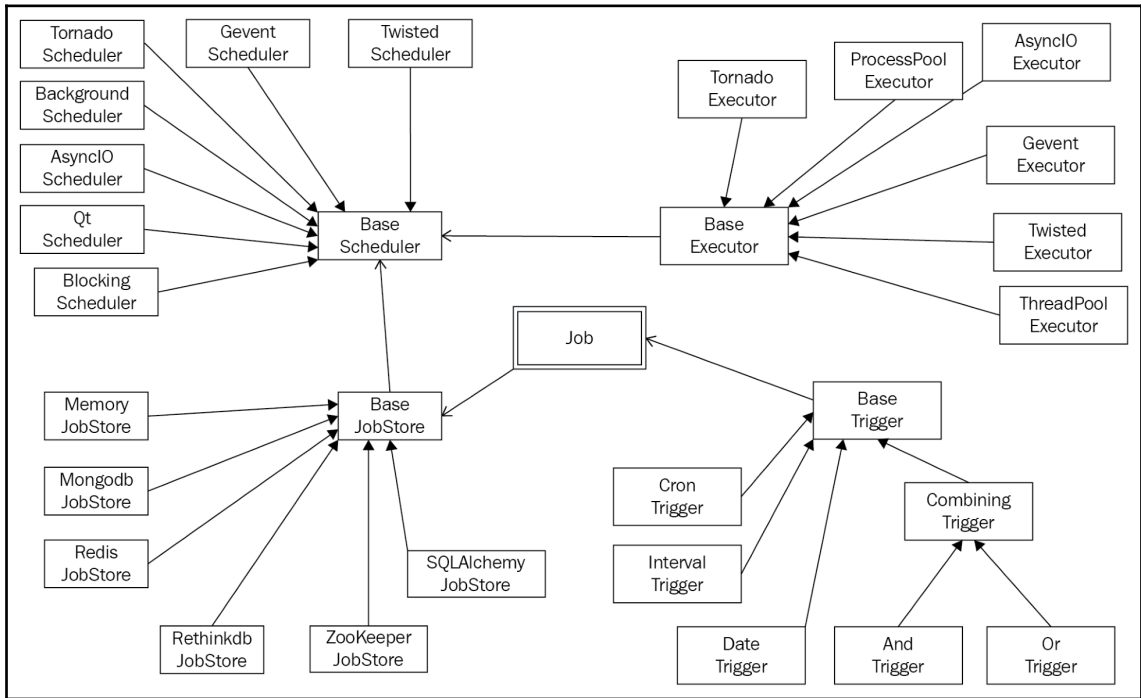 Tornado
Scheduler
Gevent
Scheduler
Twisted
Scheduler
Background
Scheduler
AsyncIO
Scheduler
Qt
Scheduler
Blocking
Scheduler
Base
Scheduler
Tornado
Executor
ProcessPool
Executor
AsyncIO
Executor
Gevent
Executor
Twisted
Executor
ThreadPool
Executor
Base
Executor
Job
Memory
JobStore
Mongodb
JobStore
Redis
JobStore
Rethinkdb
JobStore
ZooKeeper
JobStore
SQLAlchemy
JobStore
Base
JobStore
Base
Trigger
Cron
Trigger
Interval
Trigger
Date
Trigger
Combining
Trigger
And
Trigger
Or
Trigger